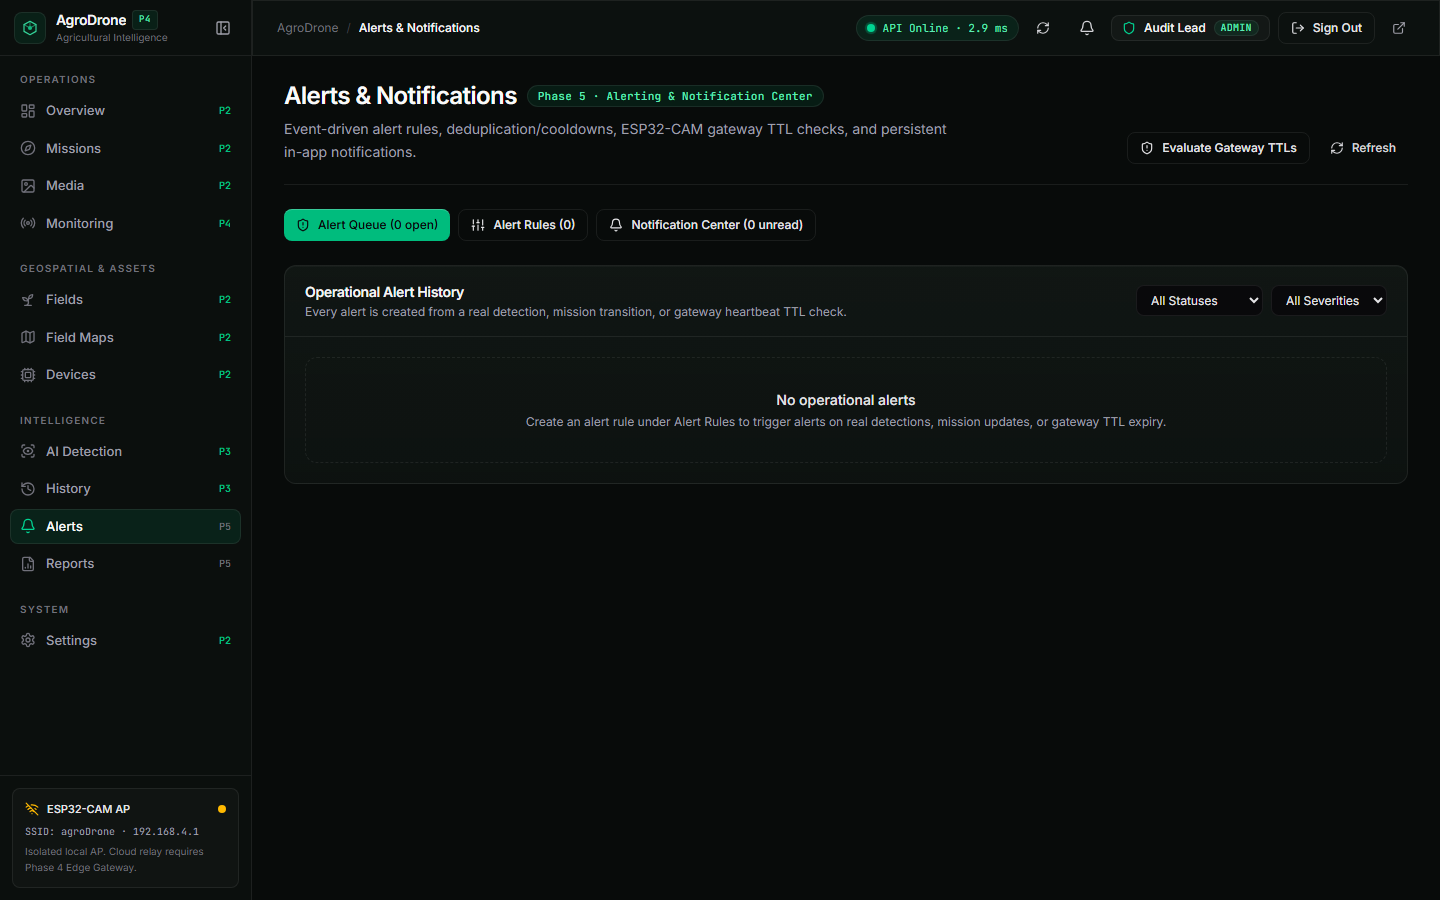 AgroDrone P4
Agricultural Intelligence
OPERATIONS
Overview P2
Missions P2
Media P2
Monitoring P4
GEOSPATIAL & ASSETS
Fields P2
Field Maps P2
Devices P2
INTELLIGENCE
AI Detection P3
History P3
Alerts P5
Reports P5
SYSTEM
Settings P2
ESP32-CAM AP
SSID: agroDrone · 192.168.4.1
Isolated local AP. Cloud relay requires
Phase 4 Edge Gateway.
AgroDrone / Alerts & Notifications
API Online · 2.9 ms
Audit Lead ADMIN
Sign Out
Alerts & Notifications
Phase 5 · Alerting & Notification Center
Event-driven alert rules, deduplication/cooldowns, ESP32-CAM gateway TTL checks, and persistent
in-app notifications.
Evaluate Gateway TTLs
Refresh
Alert Queue (0 open)
Alert Rules (0)
Notification Center (0 unread)
Operational Alert History
Every alert is created from a real detection, mission transition, or gateway heartbeat TTL check.
All Statuses
All Severities
No operational alerts
Create an alert rule under Alert Rules to trigger alerts on real detections, mission updates, or gateway TTL expiry.